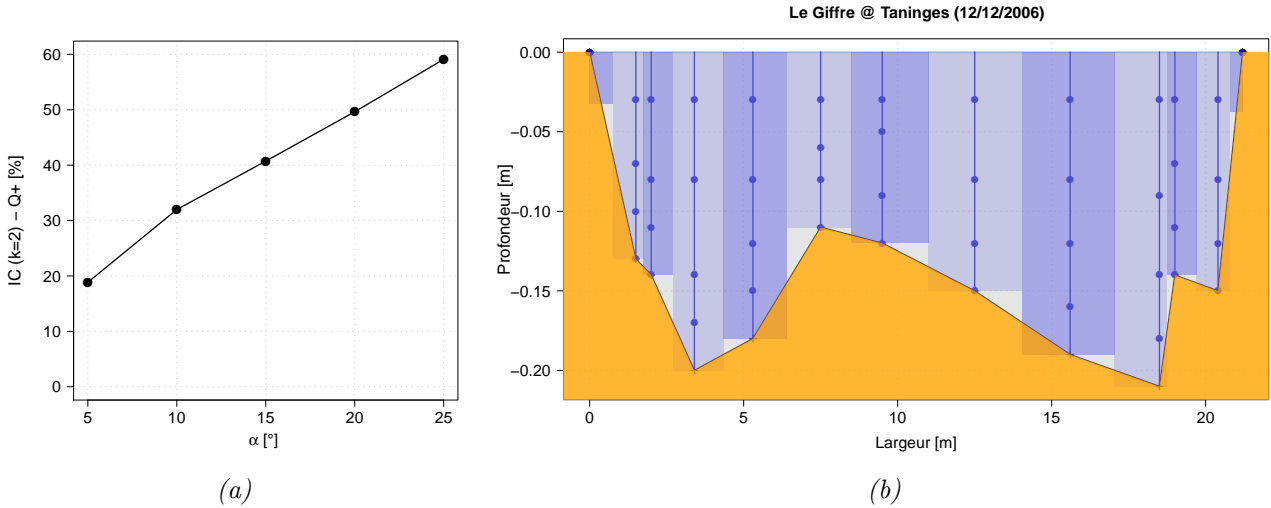 IC (k=2) − Q+ [%]
60
50
40
30
20
10
0
5 10 15 20 25
α [°]
(a)
Le Giffre @ Taninges (12/12/2006)
Profondeur [m]
0.00
−0.05
−0.10
−0.15
−0.20
0 5 10 15 20
Largeur [m]
(b)